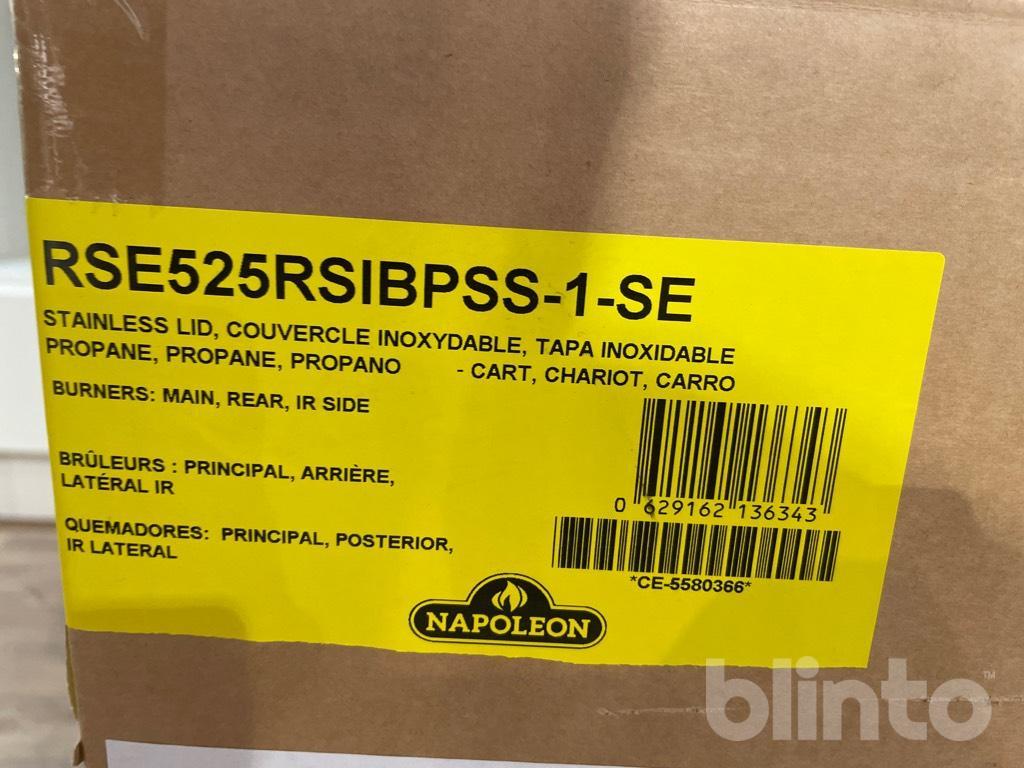 RSE525RSIBPSS-1-SE
STAINLESS LID, COUVERCLE INOXYDABLE, TAPA INOXIDABLE
PROPANE, PROPANE, PROPANO - CART, CHARIOT, CARRO
BURNERS: MAIN, REAR, IR SIDE
BRÛLEURS : PRINCIPAL, ARRIÈRE,
LATÉRAL IR
QUEMADORES: PRINCIPAL, POSTERIOR,
IR LATERAL
0 629162 136343
*CE-5580366*
NAPOLEON
blinto™